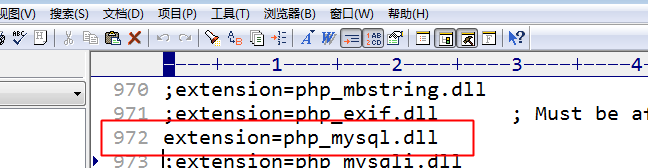 视图(V) 搜索(S) 文档(D) 项目(P) 工具(T) 浏览器(B) 窗口(W) 帮助(H)
----+----1----+----2----+----3----+----4
970 ;extension=php_mbstring.dll
971 ;extension=php_exif.dll ; Must be af
972 extension=php_mysql.dll
973 ;extension=php_mysqli.dll